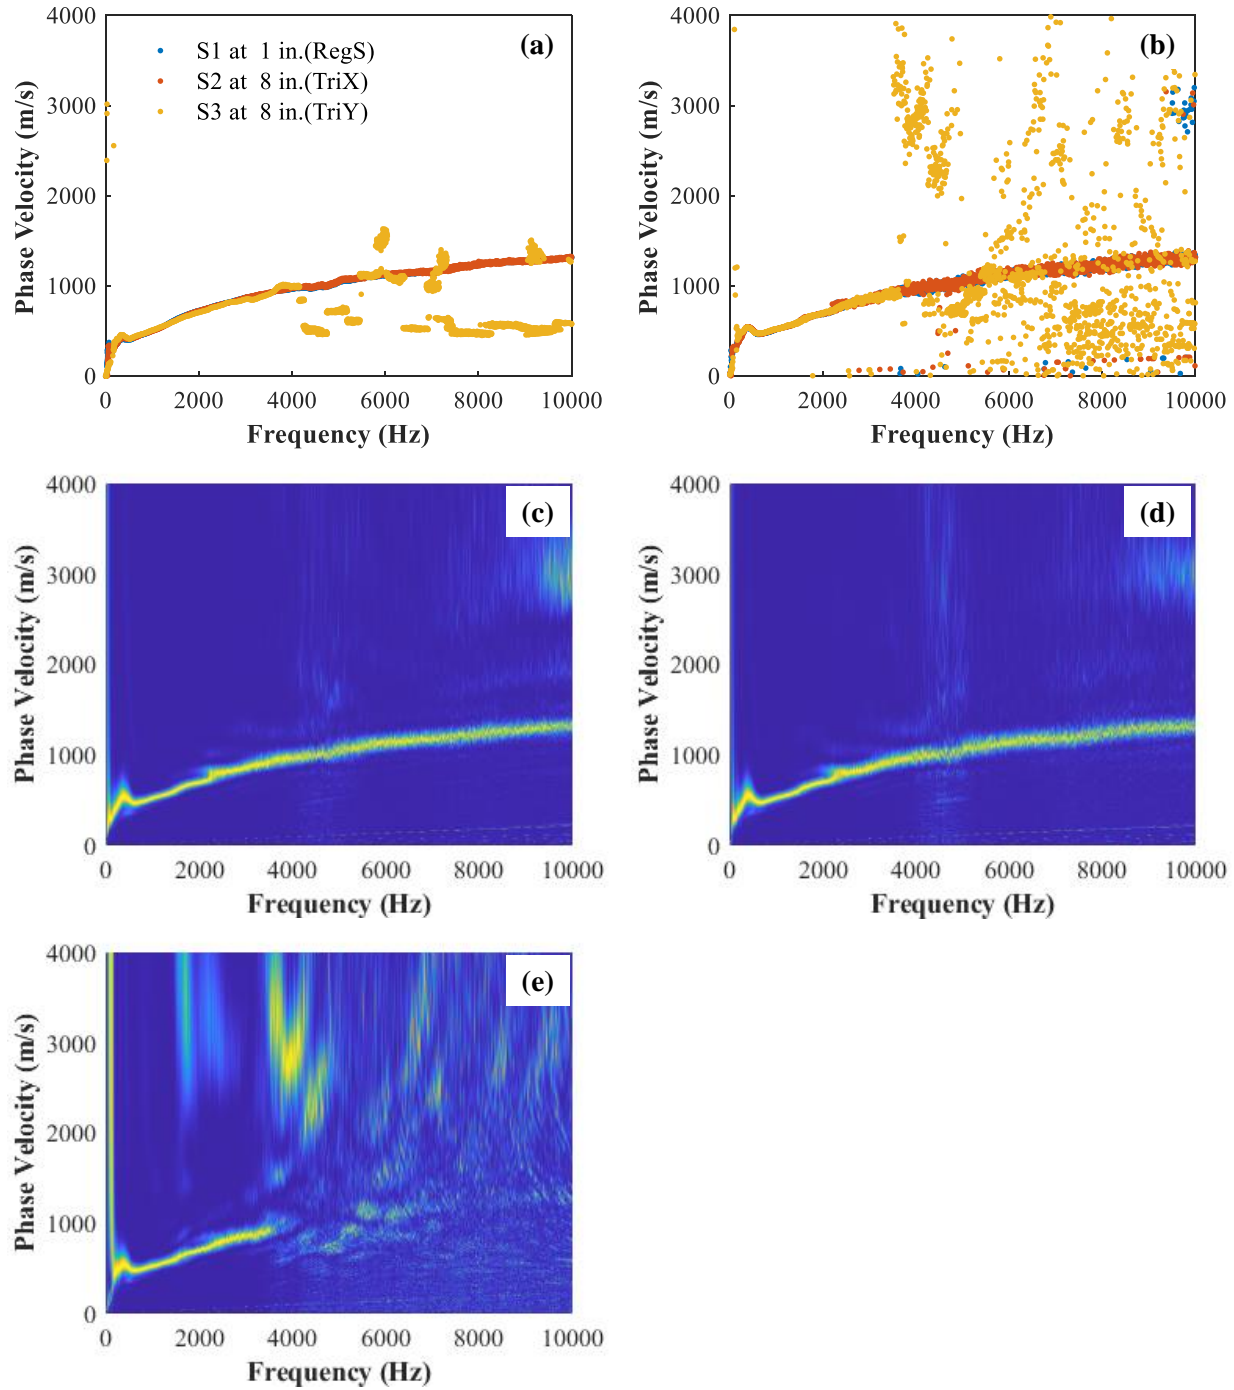 4000
3000
2000
1000
0
Phase Velocity (m/s)
S1 at 1 in.(RegS)
S2 at 8 in.(TriX)
S3 at 8 in.(TriY)
(a)
0 2000 4000 6000 8000 10000
Frequency (Hz)
4000
3000
2000
1000
0
Phase Velocity (m/s)
(b)
0 2000 4000 6000 8000 10000
Frequency (Hz)
4000
3000
2000
1000
0
Phase Velocity (m/s)
(c)
0 2000 4000 6000 8000 10000
Frequency (Hz)
4000
3000
2000
1000
0
Phase Velocity (m/s)
(d)
0 2000 4000 6000 8000 10000
Frequency (Hz)
4000
3000
2000
1000
0
Phase Velocity (m/s)
(e)
0 2000 4000 6000 8000 10000
Frequency (Hz)